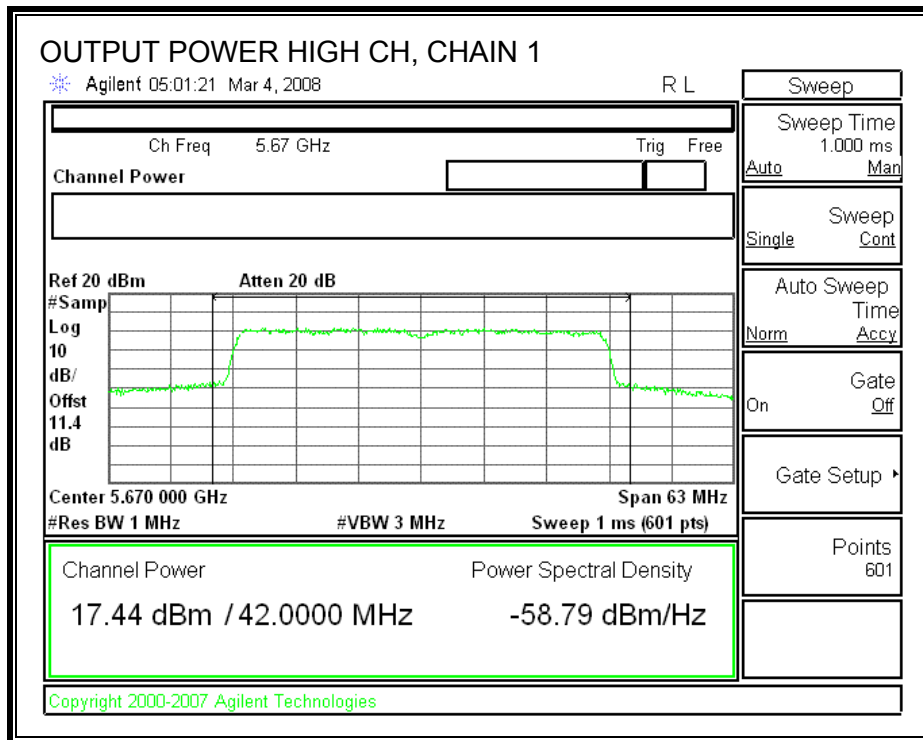 OUTPUT POWER HIGH CH, CHAIN 1
Agilent 05:01:21 Mar 4, 2008 R L
Sweep
Ch Freq 5.67 GHz Trig Free
Channel Power
Sweep Time
1.000 ms
Auto Man
Sweep
Single Cont
Ref 20 dBm Atten 20 dB
#Samp
Log
10
dB/
Offst
11.4
dB
Auto Sweep
Time
Norm Accy
Gate
On Off
Gate Setup
Center 5.670 000 GHz Span 63 MHz
#Res BW 1 MHz #VBW 3 MHz Sweep 1 ms (601 pts)
Points
601
Channel Power Power Spectral Density
17.44 dBm / 42.0000 MHz -58.79 dBm/Hz
Copyright 2000-2007 Agilent Technologies